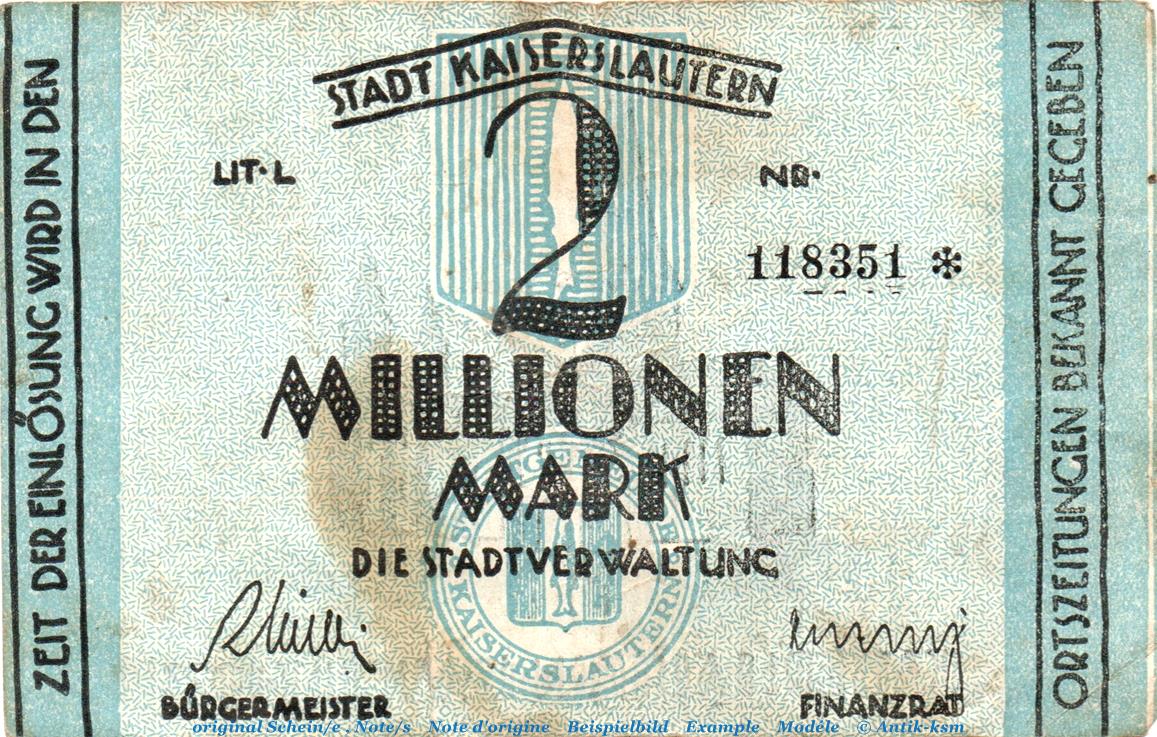 STADT KAISERSLAUTERN
LIT·L
NR·
2
118351 *
MILLIONEN
MARK
DIE STADTVERWALTUNG
BÜRGERMEISTER
FINANZRAT
ZEIT DER EINLÖSUNG WIRD IN DEN
ORTSZEITUNGEN BEKANNT GEGEBEN
KAISERSLAUTERN
original Schein/e , Note/s Note d'origine Beispielbild Example Modéle © Antik-ksm